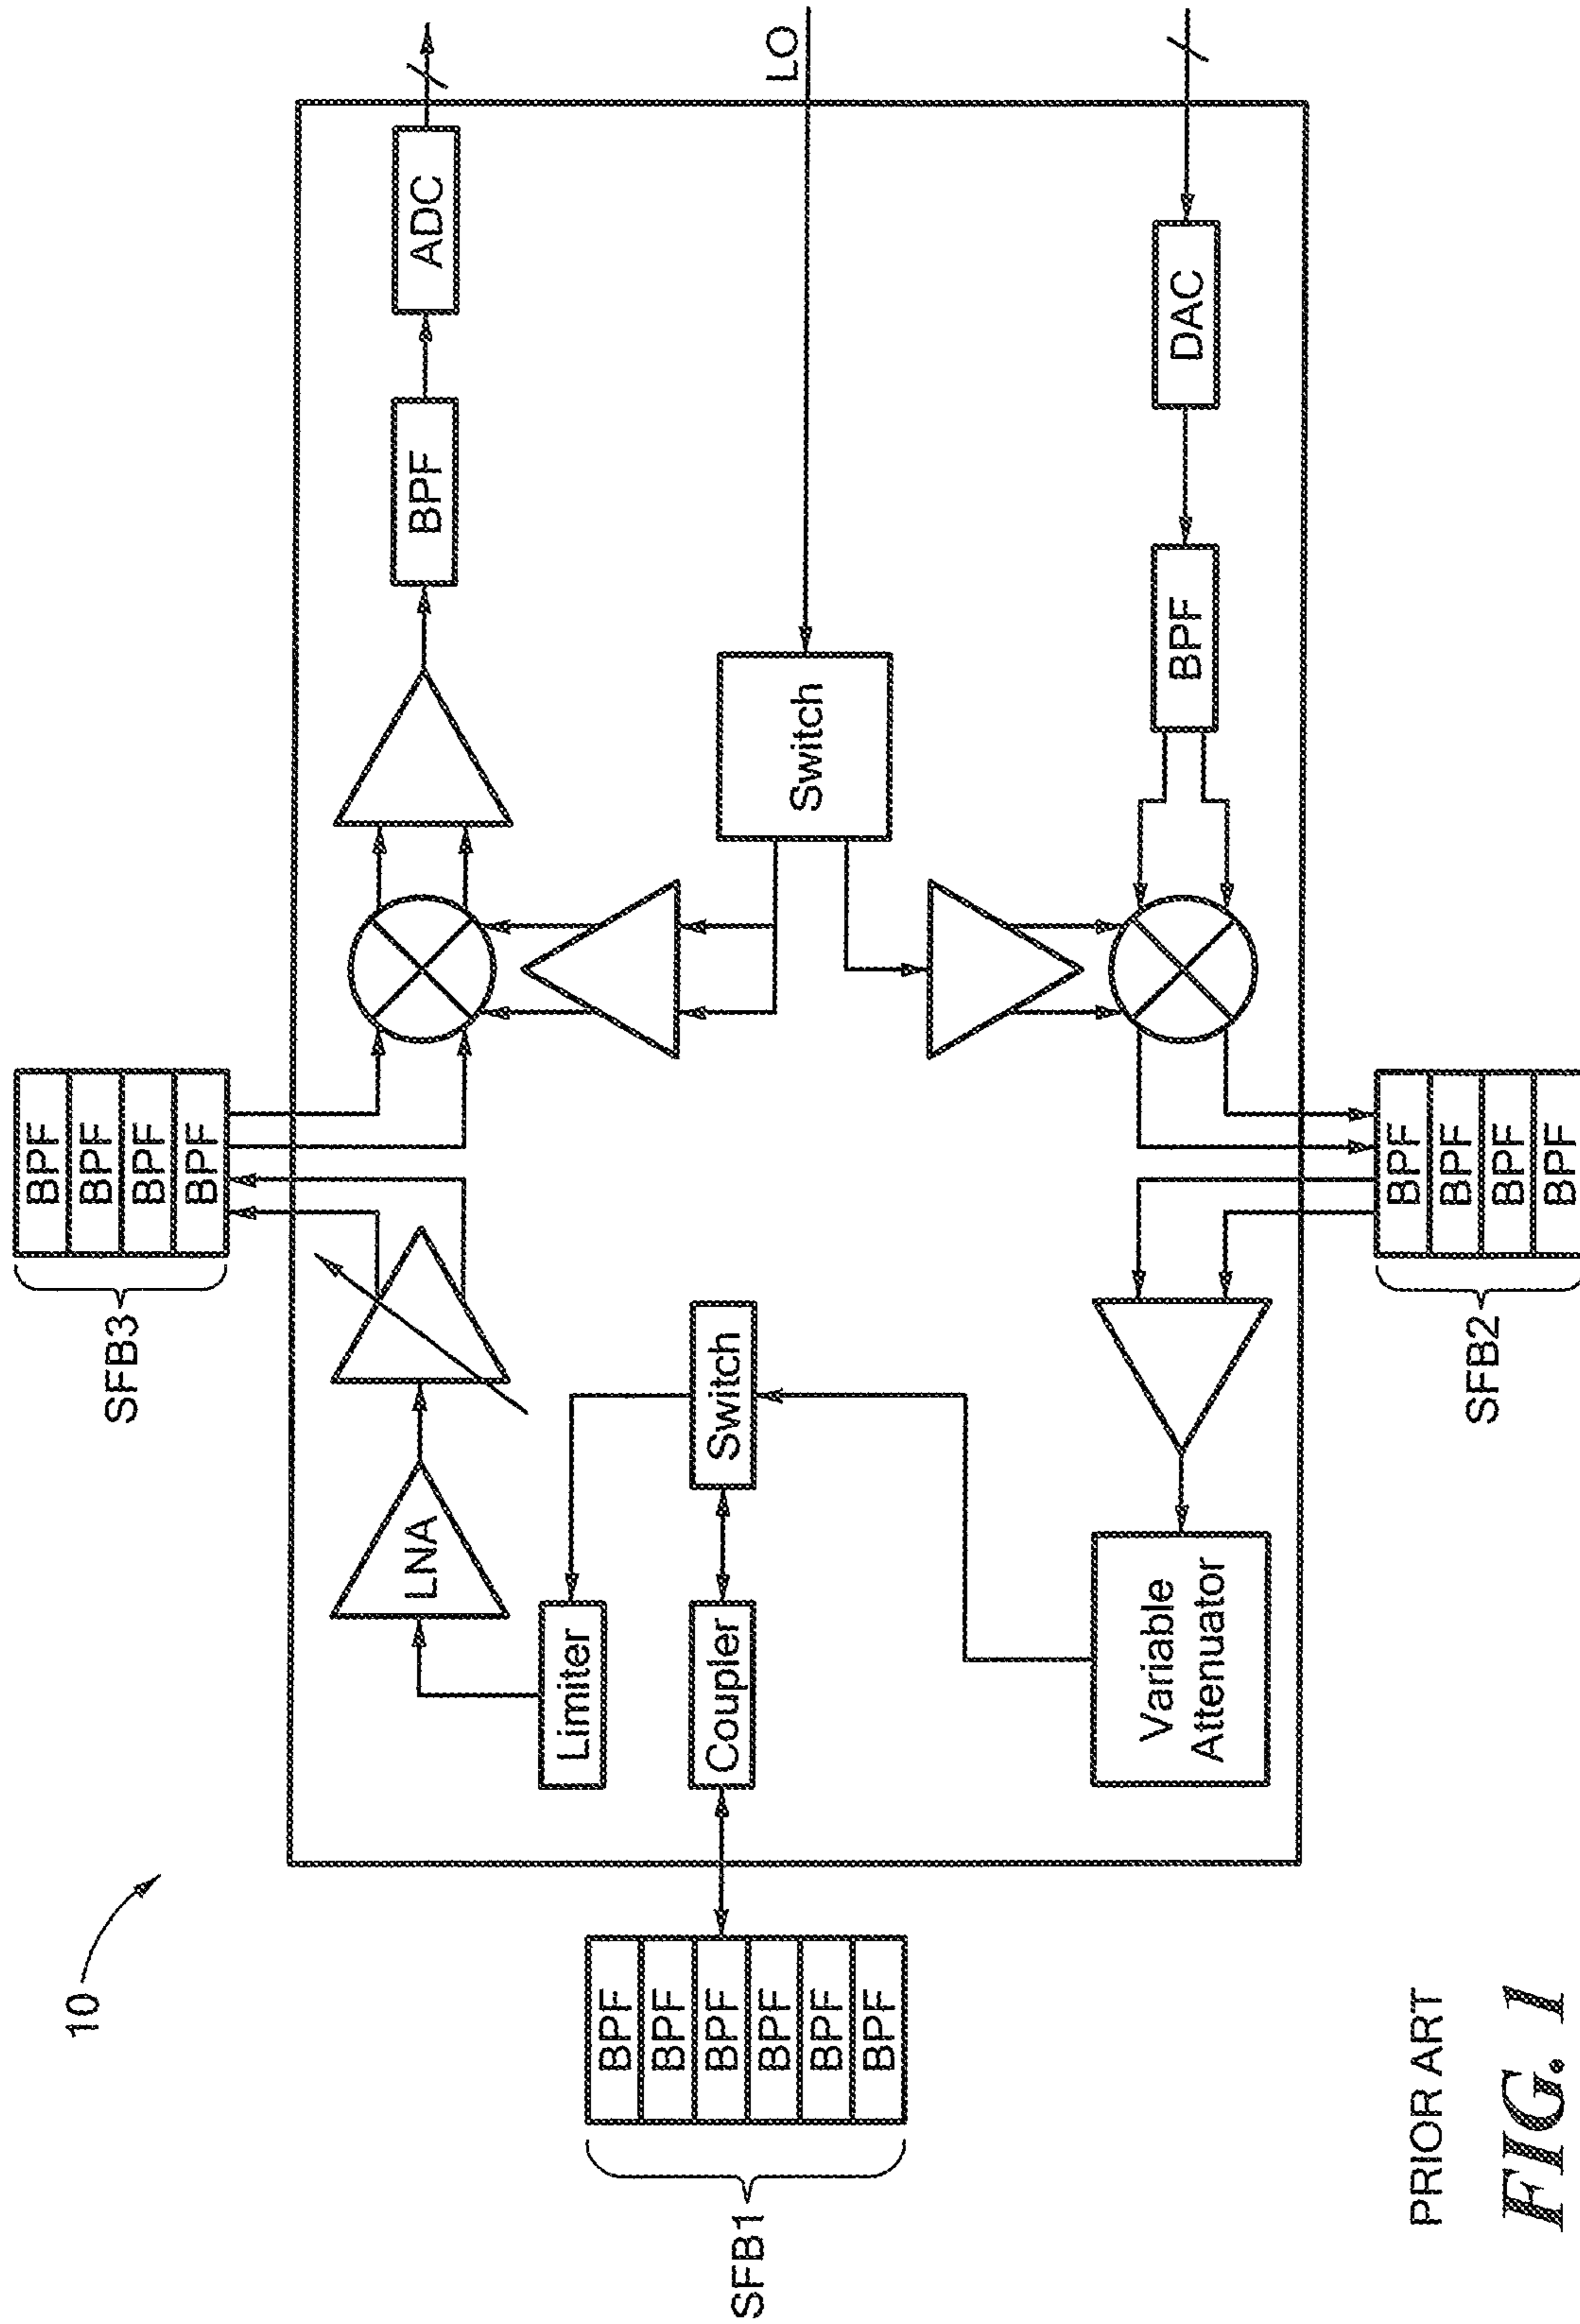 10
SFB3
BPF
BPF
BPF
BPF
LNA
BPF
ADC
Limiter
SFB1
BPF
BPF
BPF
BPF
BPF
BPF
Coupler
Switch
Switch
LO
Variable
Attenuator
BPF
DAC
SFB2
BPF
BPF
BPF
BPF
PRIOR ART
FIG. 1